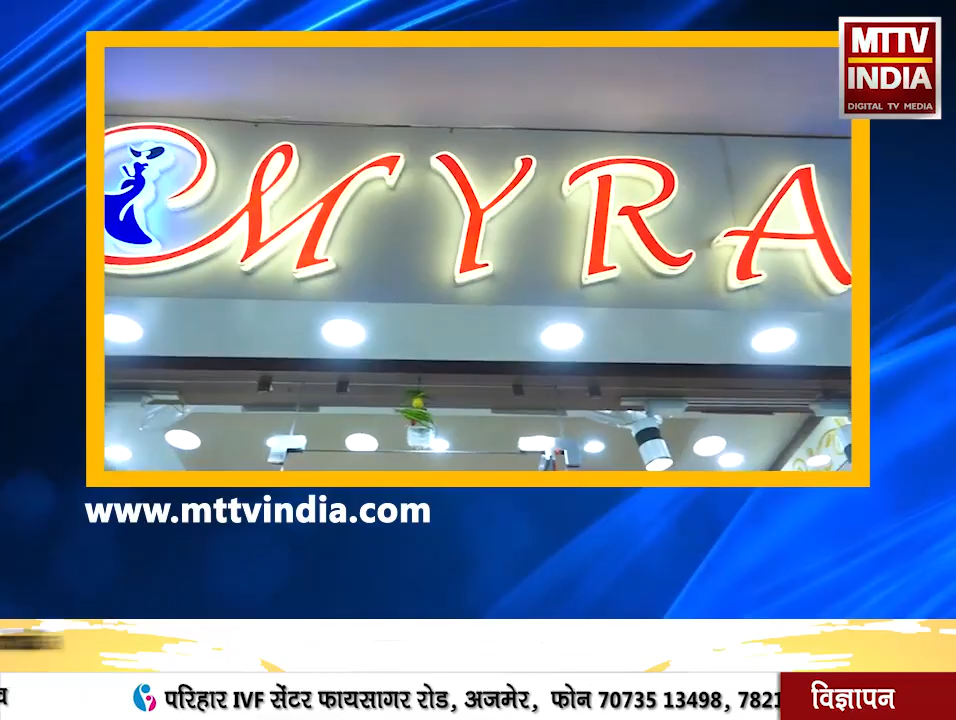 MTTV
INDIA
DIGITAL TV MEDIA
MYRA
www.mttvindia.com
परिहार IVF सेंटर फायसागर रोड, अजमेर, फोन 70735 13498, 7821
विज्ञापन